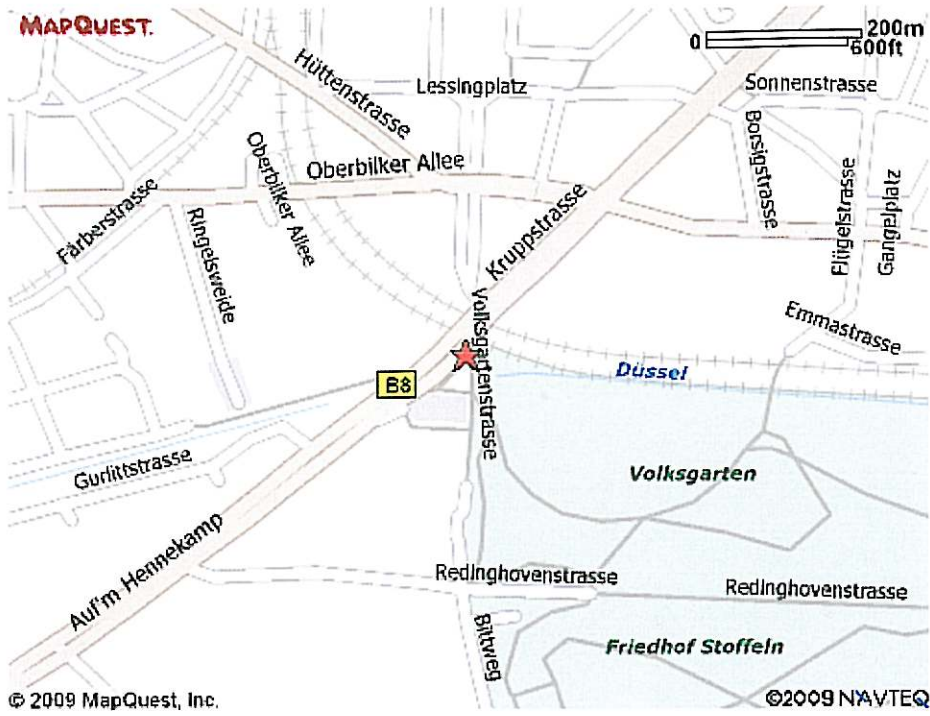 MAPQUEST.
0
200m
600ft
Hüttenstrasse
Lessingplatz
Sonnenstrasse
Borsigstrasse
Oberbilker Allee
Oberbilker Allee
Färberstrasse
Ringelsweide
Kruppstrasse
Flügelstrasse
Gangelplatz
Volksgartenstrasse
Emmastrasse
Düssel
B8
Gurlittstrasse
Volksgarten
Auf'm Hennekamp
Redinghovenstrasse
Redinghovenstrasse
Bittweg
Friedhof Stoffeln
© 2009 MapQuest, Inc.
©2009 NAVTEQ